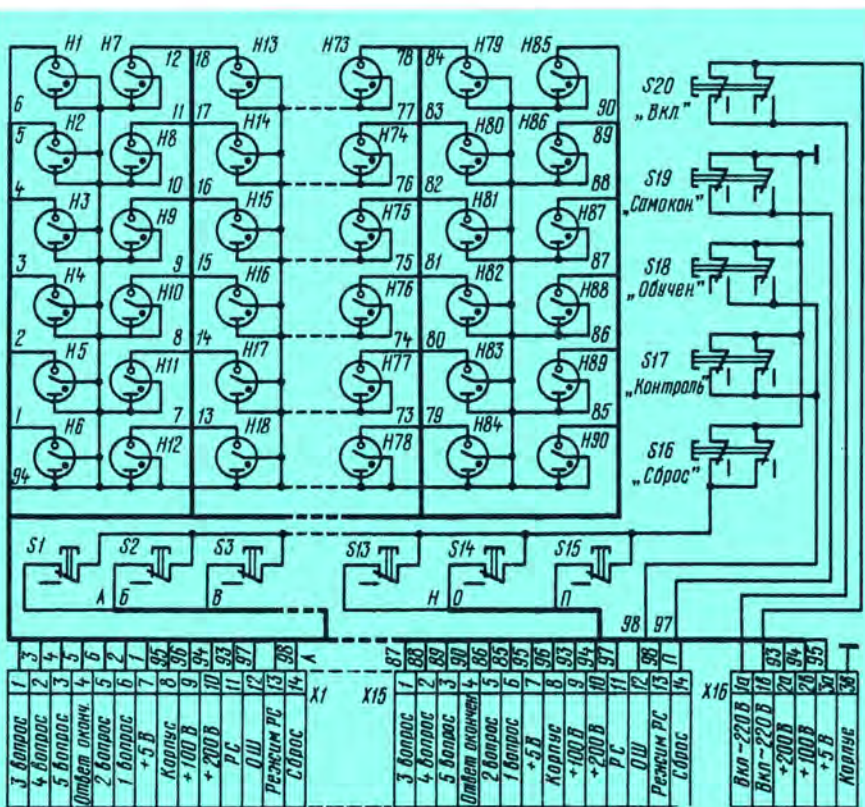 H1 H7 12 18 H13 H73 78 84 H79 H85
6 77 90
S20
„Вкл"
5 H2 11 17 H8 H14 H74 83 H80 H86 89
4 10 16 76 82 88
S19
„Самокон."
H3 H9 H15 H75 H81 H87
3 9 15 75 81 87
S18
„Обучен"
H4 H10 H16 H76 H82 H88
2 8 14 74 80 86
H5 H11 H17 H77 H83 H89
S17
„Контроль"
1 7 13 73 79 85
H6 H12 H18 H78 H84 H90
S16
„Сброс"
94
S1 S2 S3 S13 S14 S15
А Б В Н О П
98 97
3 4 5 6 2 1 95 96 94 93 97 98 А
87 88 89 90 86 85 95 96 93 94 97 98 П
93 94 95
1 2 3 4 5 6 7 8 9 10 11 12 13 14 X1
X15 1 2 3 4 5 6 7 8 9 10 11 12 13 14
X16 1а 1в 2а 2в 3а 3в
3 вопрос
4 вопрос
5 вопрос
Ответ оконч.
2 вопрос
1 вопрос
+5 В
Корпус
+100 В
+200 В
РС
ОШ
Режим РС
Сброс
3 вопрос
4 вопрос
5 вопрос
Ответ окончен
2 вопрос
1 вопрос
+5 В
Корпус
+100 В
+200 В
РС
ОШ
Режим РС
Сброс
Вкл~220 В
Вкл~220 В
+200 В
+100 В
+5 В
Корпус